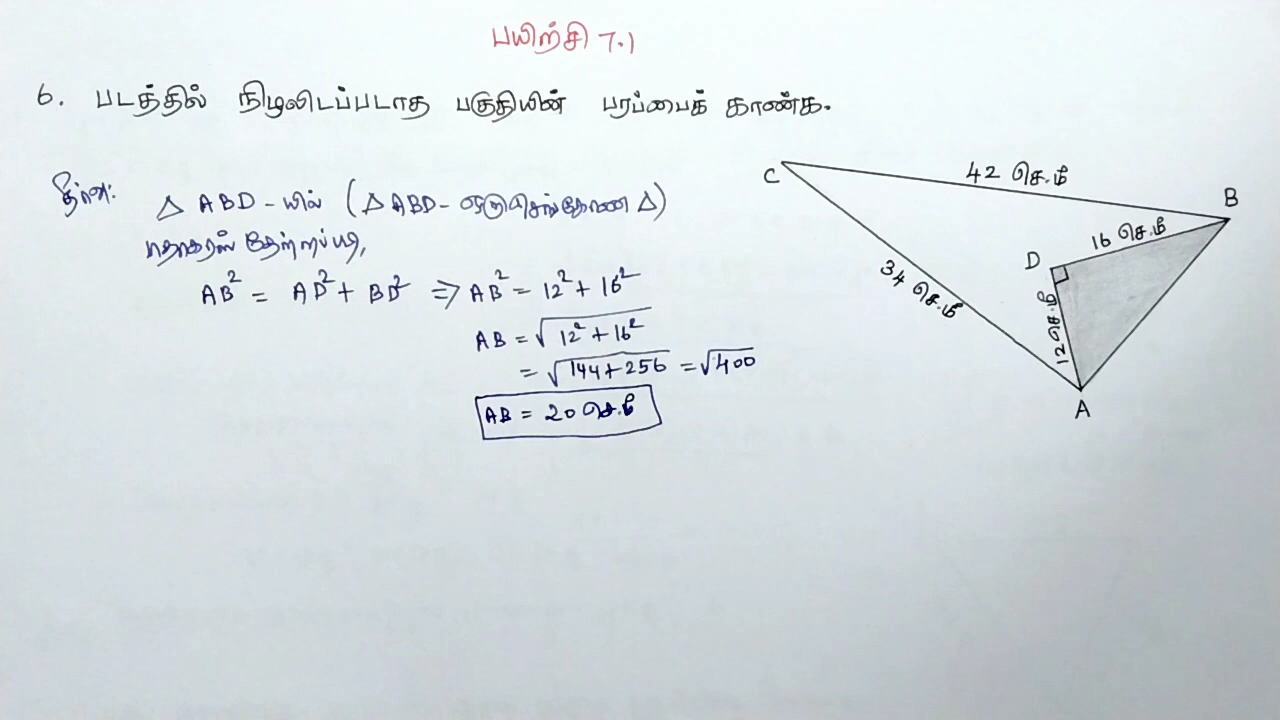 பயிற்சி 7.1
6. படத்தில் நிழலிடப்படாத பகுதியின் பரப்பைக் காண்க.
தீர்வு:
△ ABD - யில் (△ ABD - ஒரு செங்கோண △)
பிதாகரஸ் தேற்றப்படி,
AB² = AD² + BD² ⇒ AB² = 12² + 16²
AB = √12² + 16²
= √144+256 = √400
AB = 20 செ.மீ
C
42 செ.மீ
B
16 செ.மீ
D
34 செ.மீ
12 செ.மீ
A